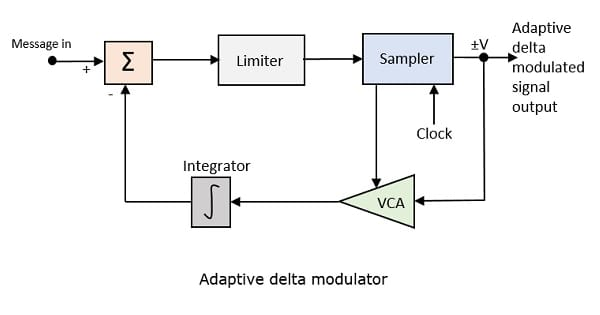 Message in
+
-
Σ
Limiter
Sampler
±V
Adaptive
delta
modulated
signal
output
Clock
Integrator
∫
VCA
Adaptive delta modulator